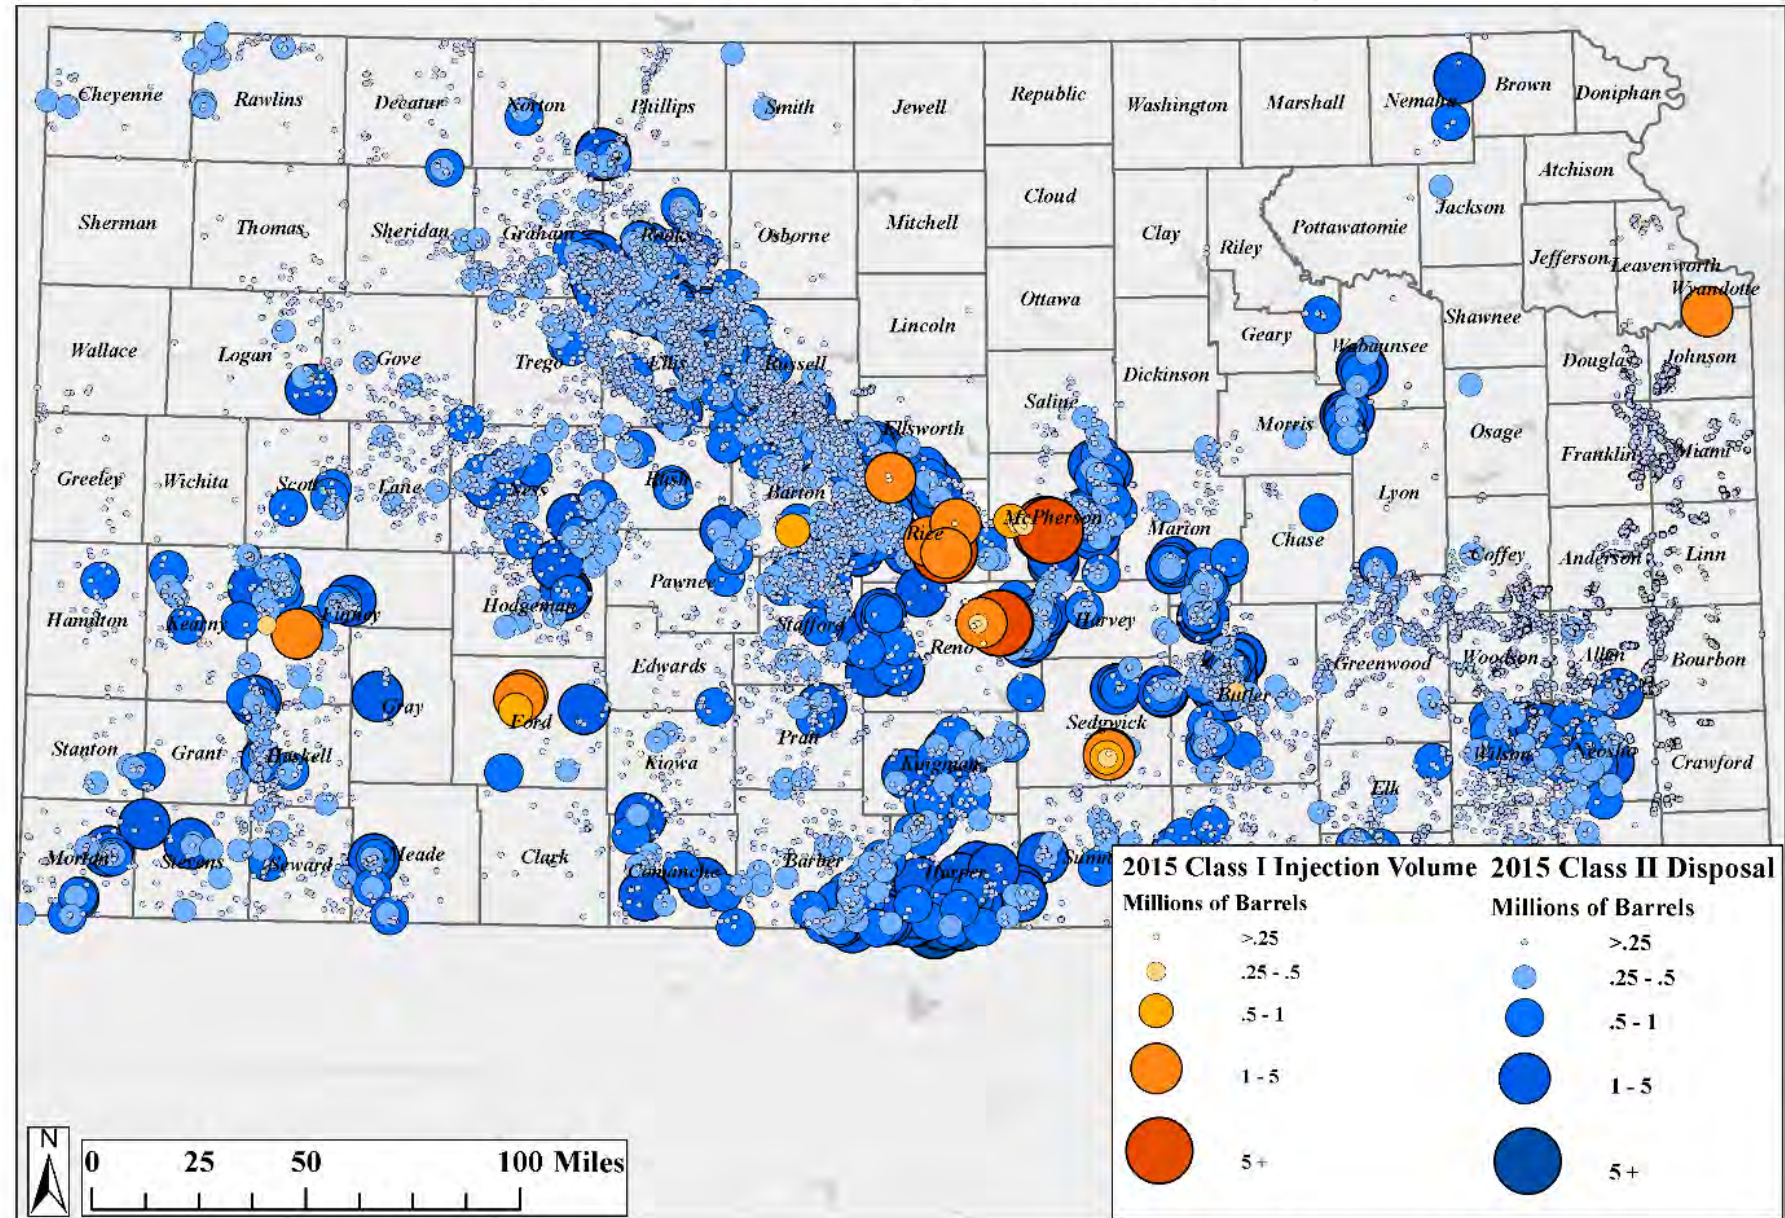 Cheyenne
Rawlins
Decatur
Norton
Phillips
Smith
Jewell
Republic
Washington
Marshall
Nemaha
Brown
Doniphan
Atchison
Sherman
Thomas
Sheridan
Graham
Rooks
Osborne
Mitchell
Cloud
Clay
Riley
Pottawatomie
Jackson
Jefferson
Leavenworth
Wyandotte
Wallace
Logan
Gove
Trego
Ellis
Russell
Lincoln
Ottawa
Dickinson
Geary
Wabaunsee
Shawnee
Douglas
Johnson
Greeley
Wichita
Scott
Lane
Ness
Rush
Barton
Ellsworth
Saline
Morris
Osage
Franklin
Miami
Rice
McPherson
Marion
Chase
Lyon
Coffey
Anderson
Linn
Hamilton
Kearny
Finney
Hodgeman
Pawnee
Stafford
Reno
Harvey
Greenwood
Woodson
Allen
Bourbon
Gray
Ford
Edwards
Sedgwick
Butler
Stanton
Grant
Haskell
Kiowa
Pratt
Kingman
Elk
Wilson
Neosho
Crawford
Morton
Stevens
Seward
Meade
Clark
Comanche
Barber
Harper
Sumn
2015 Class I Injection Volume
Millions of Barrels
>.25
.25 - .5
.5 - 1
1 - 5
5 +
2015 Class II Disposal
Millions of Barrels
>.25
.25 - .5
.5 - 1
1 - 5
5 +
N
0 25 50 100 Miles